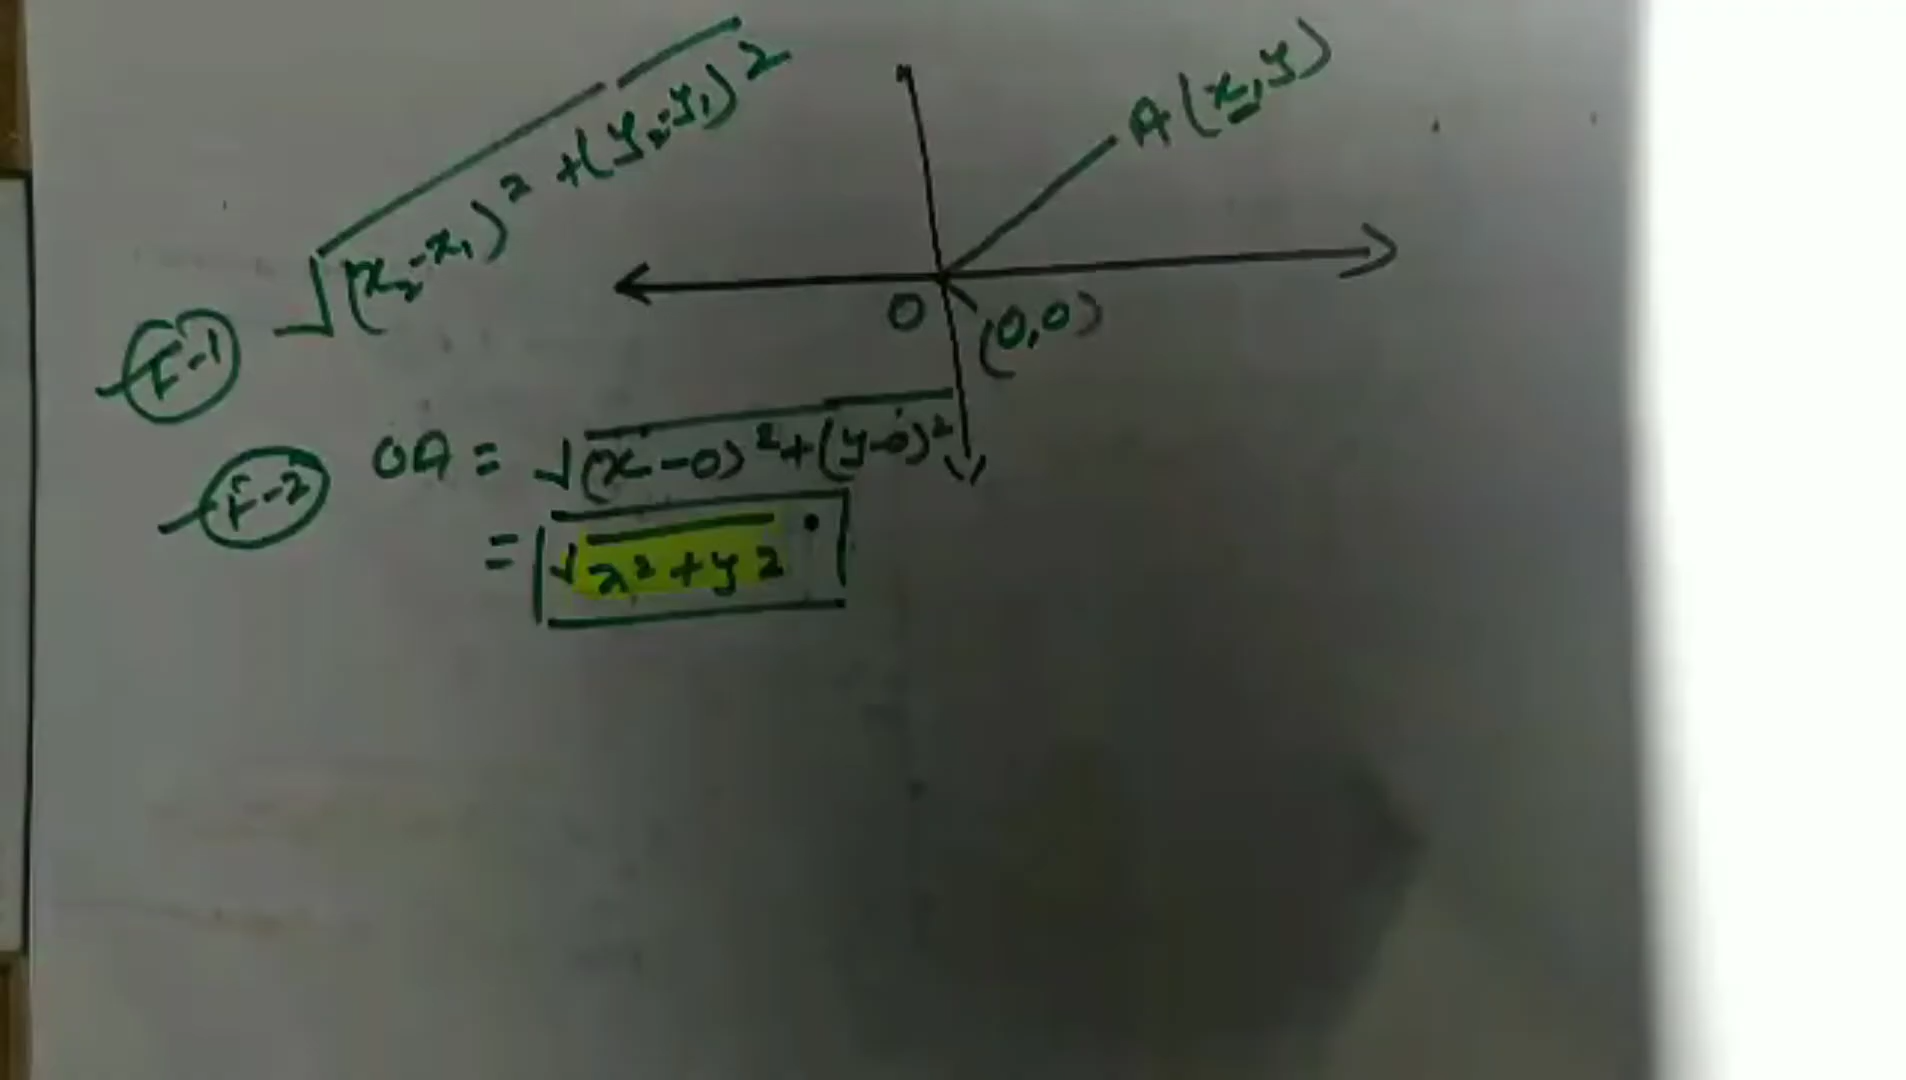 F-1 √(x₂-x₁)² + (y₂-y₁)²
A(x,y)
O (0,0)
F-2 OA = √(x-0)²+(y-0)²
= √x²+y2